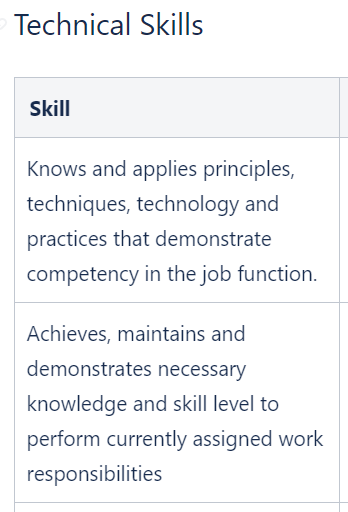 Technical Skills
Skill
Knows and applies principles,
techniques, technology and
practices that demonstrate
competency in the job function.
Achieves, maintains and
demonstrates necessary
knowledge and skill level to
perform currently assigned work
responsibilities